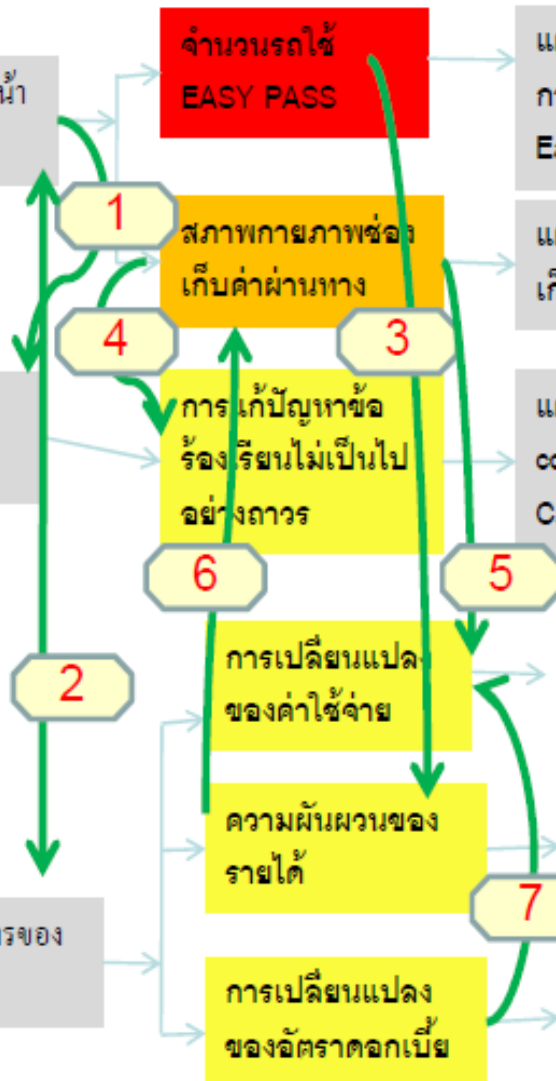 จำนวนรถใช้
EASY PASS
1
สภาพกายภาพช่อง
เก็บค่าผ่านทาง
4
3
การแก้ปัญหาข้อ
ร้องเรียนไม่เป็นไป
อย่างถาวร
6
5
2
การเปลี่ยนแปลง
ของค่าใช้จ่าย
ความผันผวนของ
รายได้
7
การเปลี่ยนแปลง
ของอัตราดอกเบี้ย